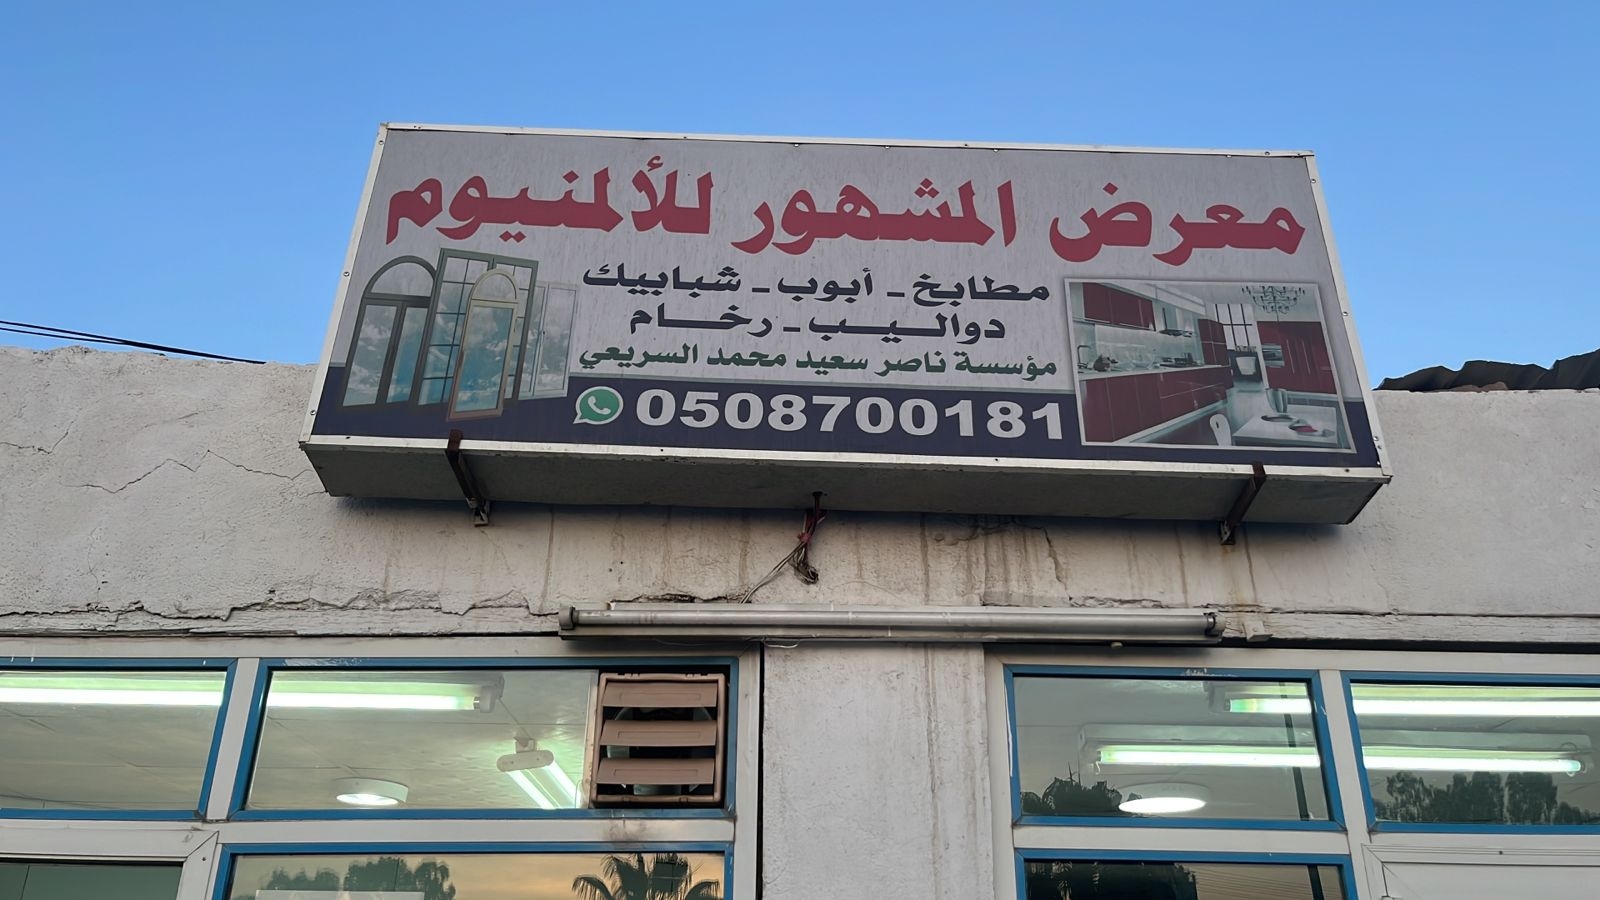 معرض المشهور للألمنيوم
مطابخ - أبوب - شبابيك
دواليب - رخام
مؤسسة ناصر سعيد محمد السريعي
0508700181